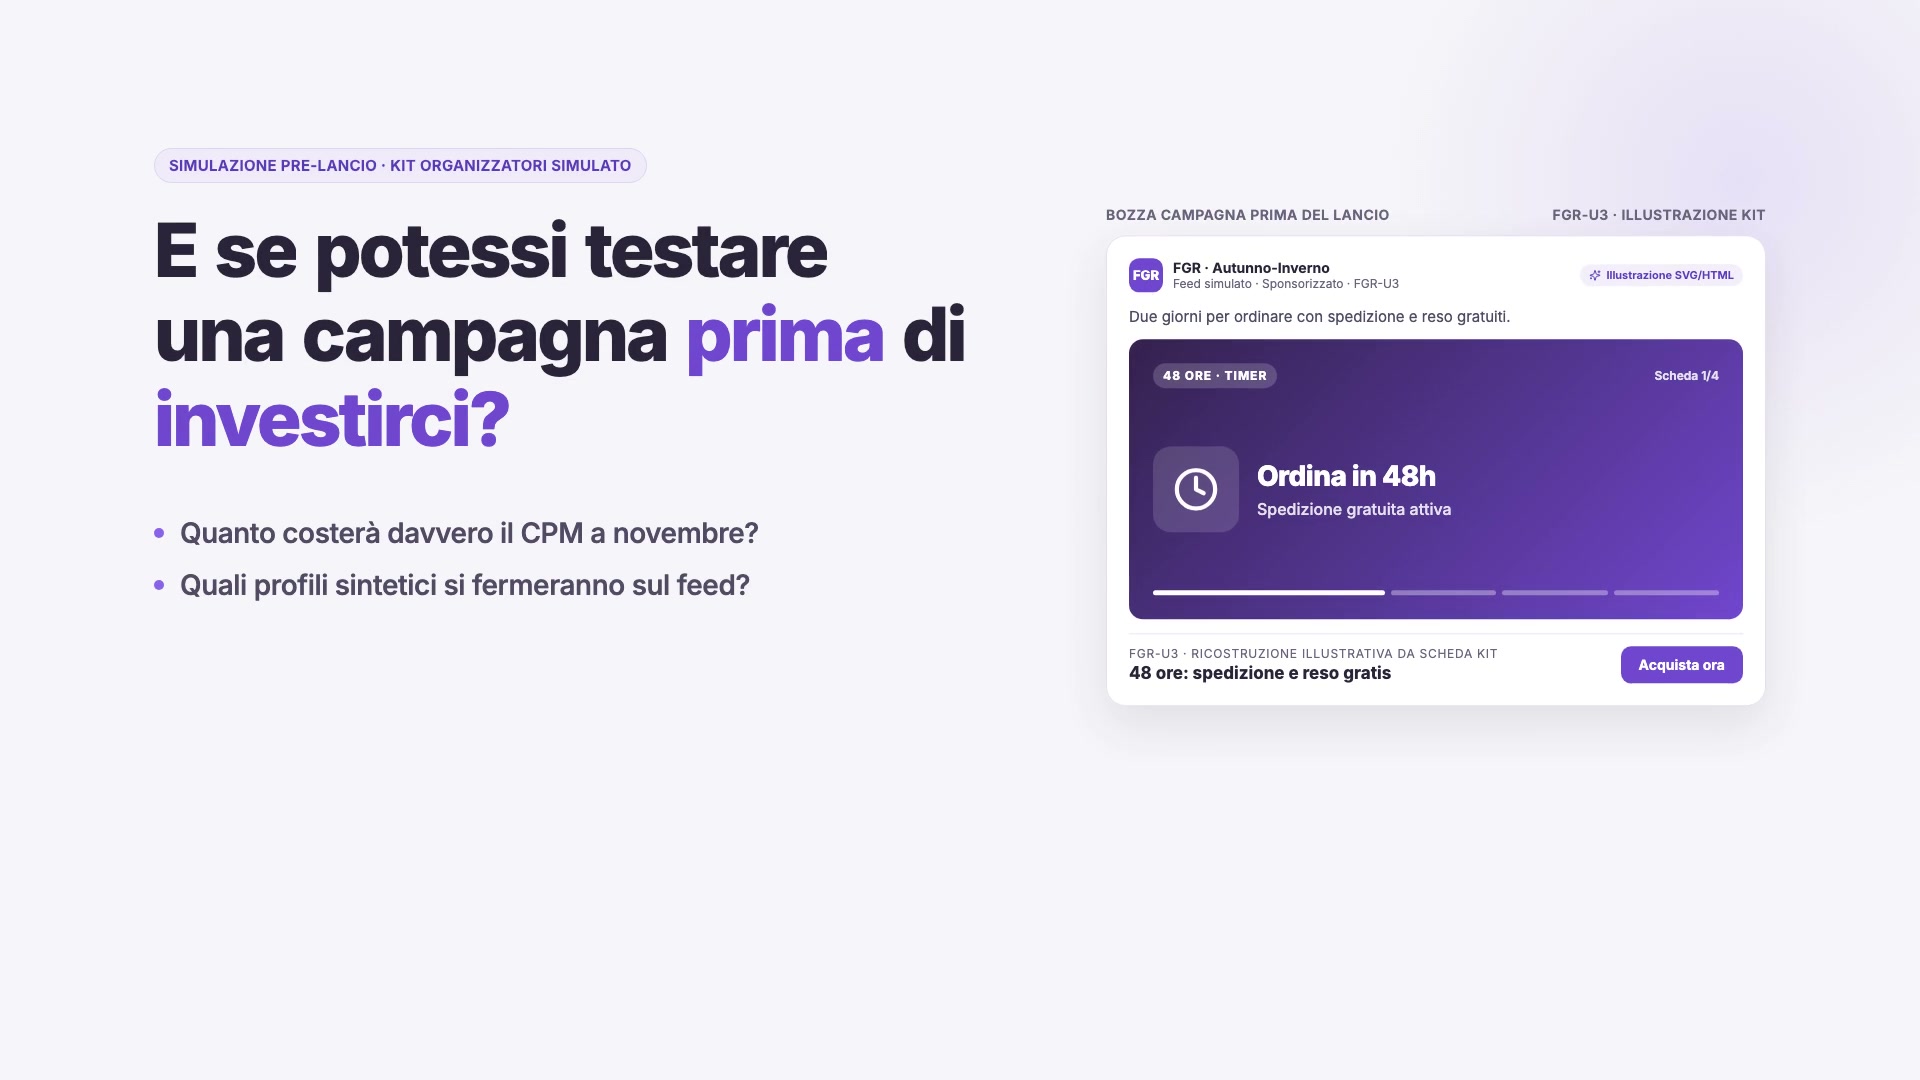 SIMULAZIONE PRE-LANCIO · KIT ORGANIZZATORI SIMULATO
E se potessi testare
una campagna prima di
investirci?
Quanto costerà davvero il CPM a novembre?
Quali profili sintetici si fermeranno sul feed?
BOZZA CAMPAGNA PRIMA DEL LANCIO
FGR-U3 · ILLUSTRAZIONE KIT
FGR
FGR · Autunno-Inverno
Feed simulato · Sponsorizzato · FGR-U3
Illustrazione SVG/HTML
Due giorni per ordinare con spedizione e reso gratuiti.
48 ORE · TIMER
Scheda 1/4
Ordina in 48h
Spedizione gratuita attiva
FGR-U3 · RICOSTRUZIONE ILLUSTRATIVA DA SCHEDA KIT
48 ore: spedizione e reso gratis
Acquista ora